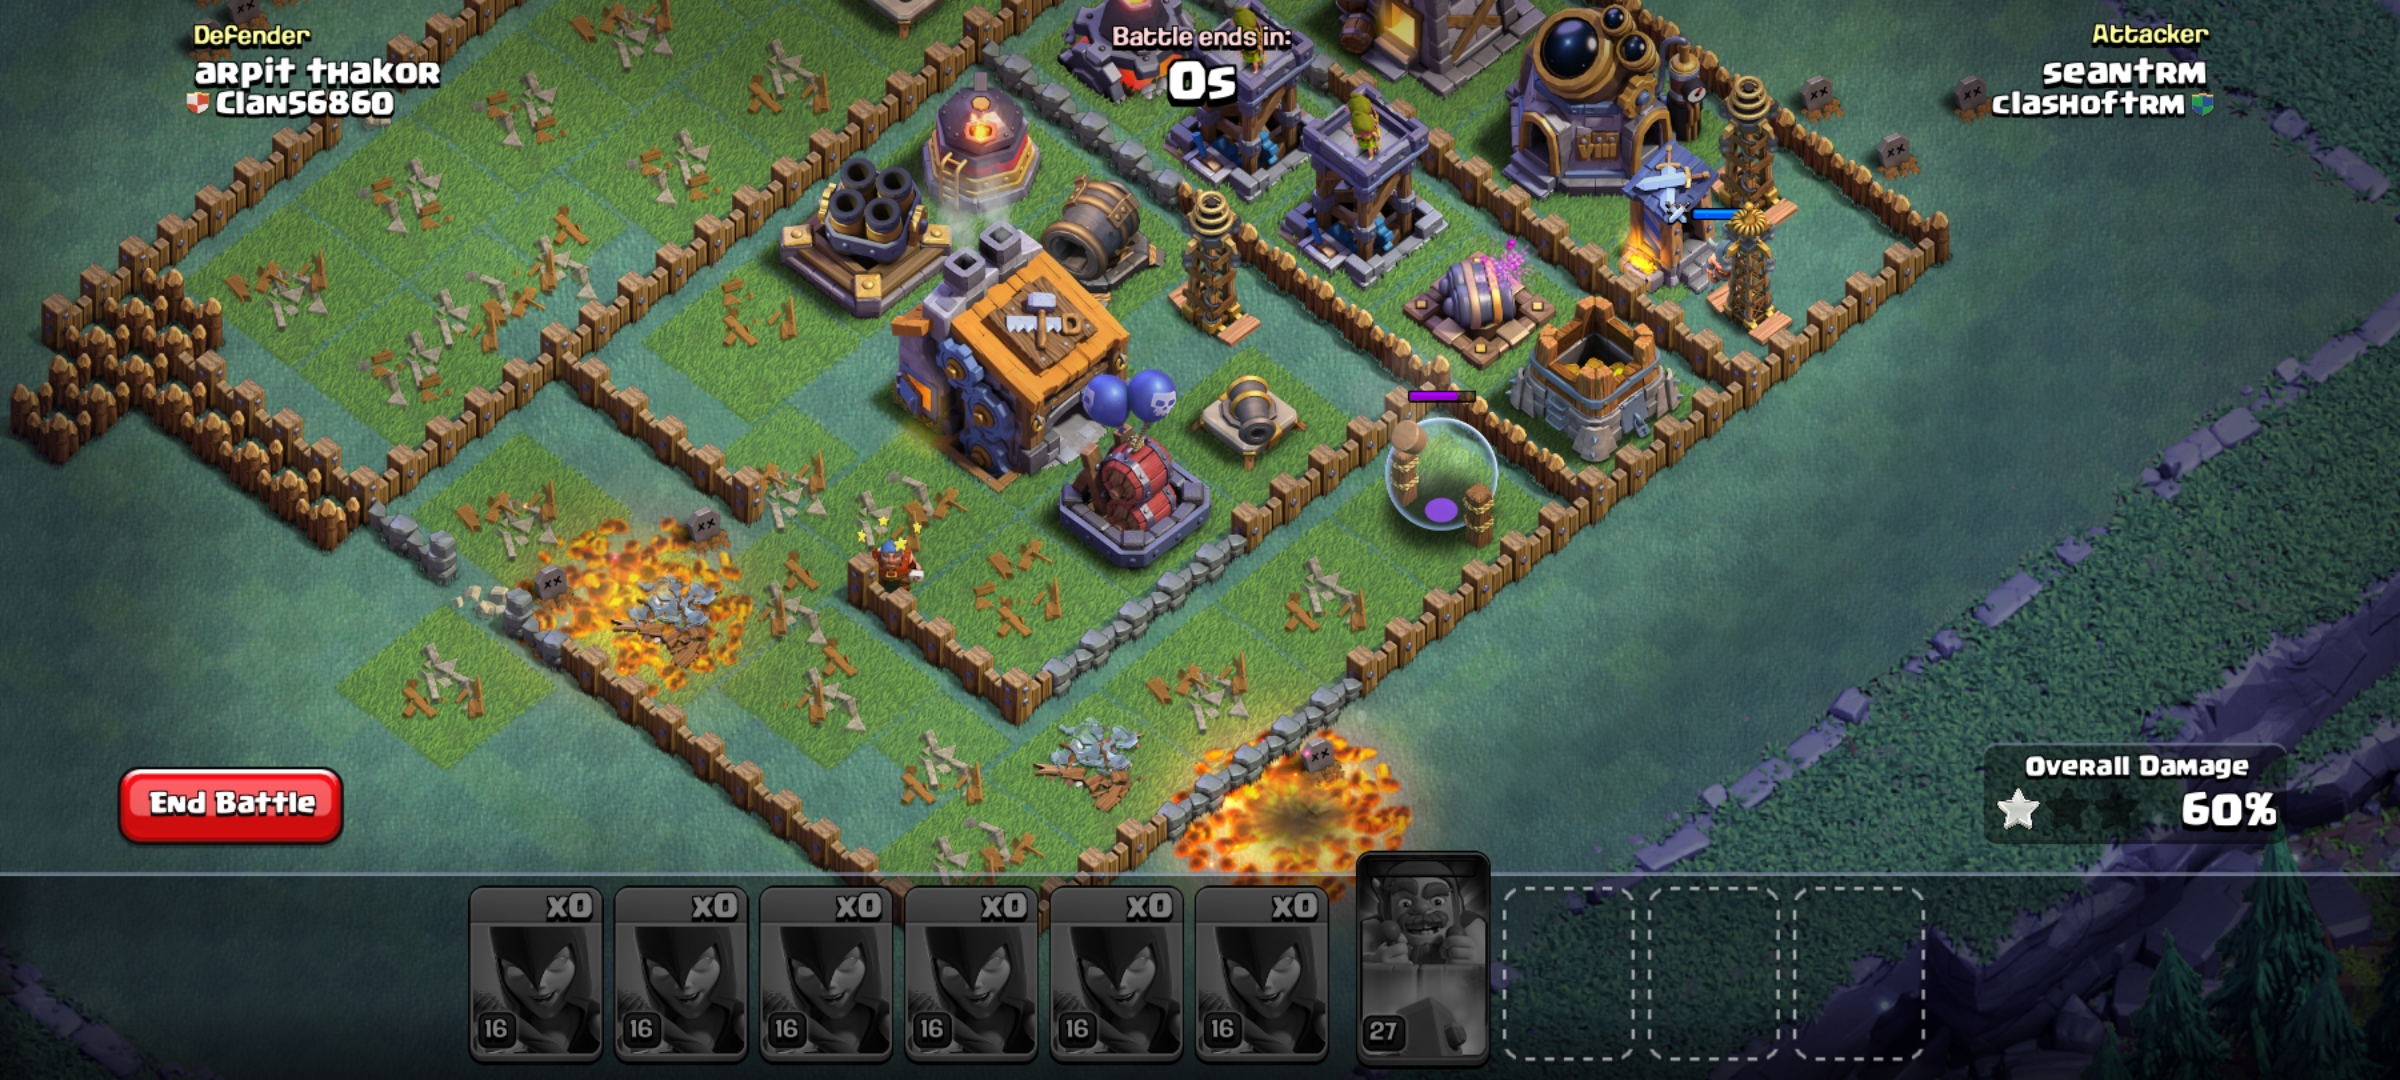 Defender
arpit thakor
Clan56860
Battle ends in:
0s
Attacker
seantrm
clashoftrm
VIII
End Battle
Overall Damage
60%
x0
x0
x0
x0
x0
x0
16
16
16
16
16
16
27